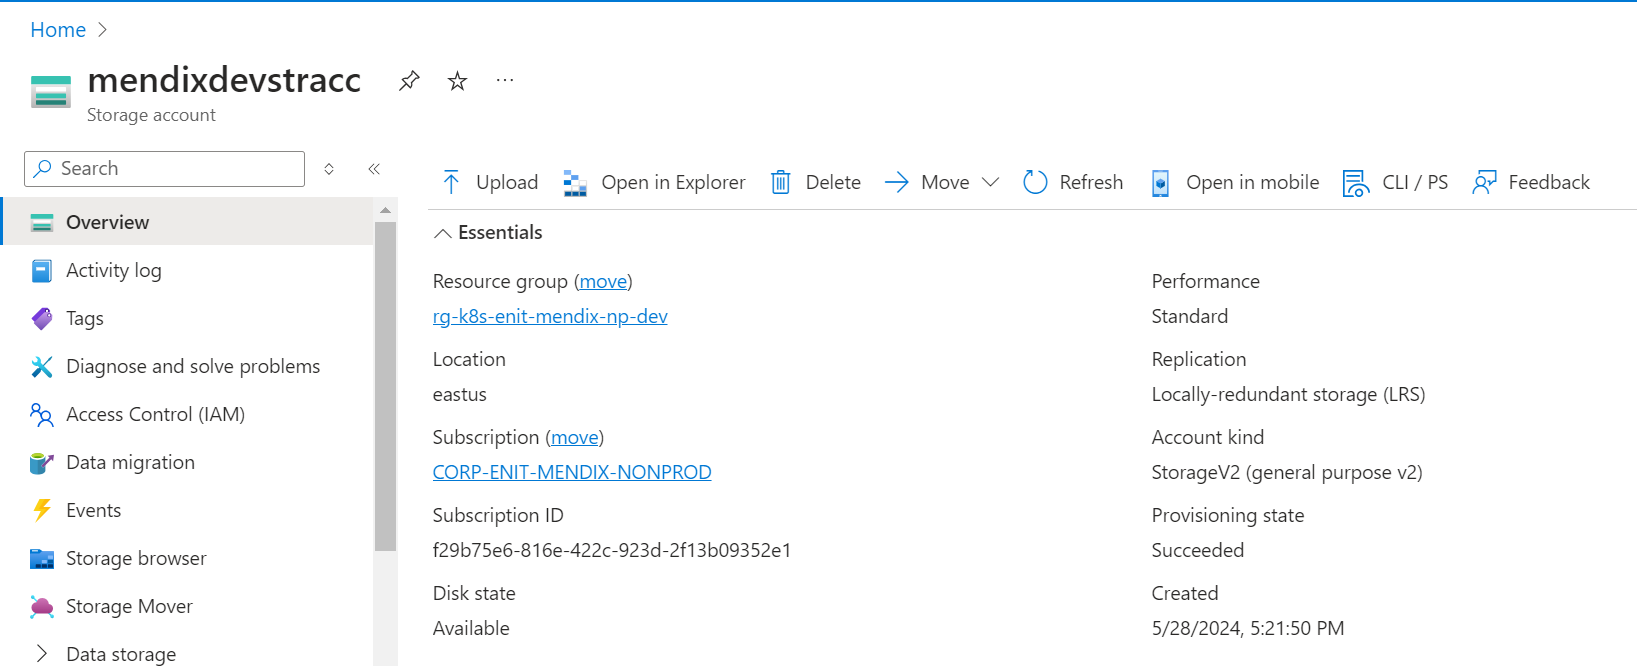 Home
mendixdevstracc
Storage account
Search
Overview
Activity log
Tags
Diagnose and solve problems
Access Control (IAM)
Data migration
Events
Storage browser
Storage Mover
Data storage
Upload Open in Explorer Delete Move Refresh Open in mobile CLI / PS Feedback
Essentials
Resource group (move)
rg-k8s-enit-mendix-np-dev
Location
eastus
Subscription (move)
CORP-ENIT-MENDIX-NONPROD
Subscription ID
f29b75e6-816e-422c-923d-2f13b09352e1
Disk state
Available
Performance
Standard
Replication
Locally-redundant storage (LRS)
Account kind
StorageV2 (general purpose v2)
Provisioning state
Succeeded
Created
5/28/2024, 5:21:50 PM